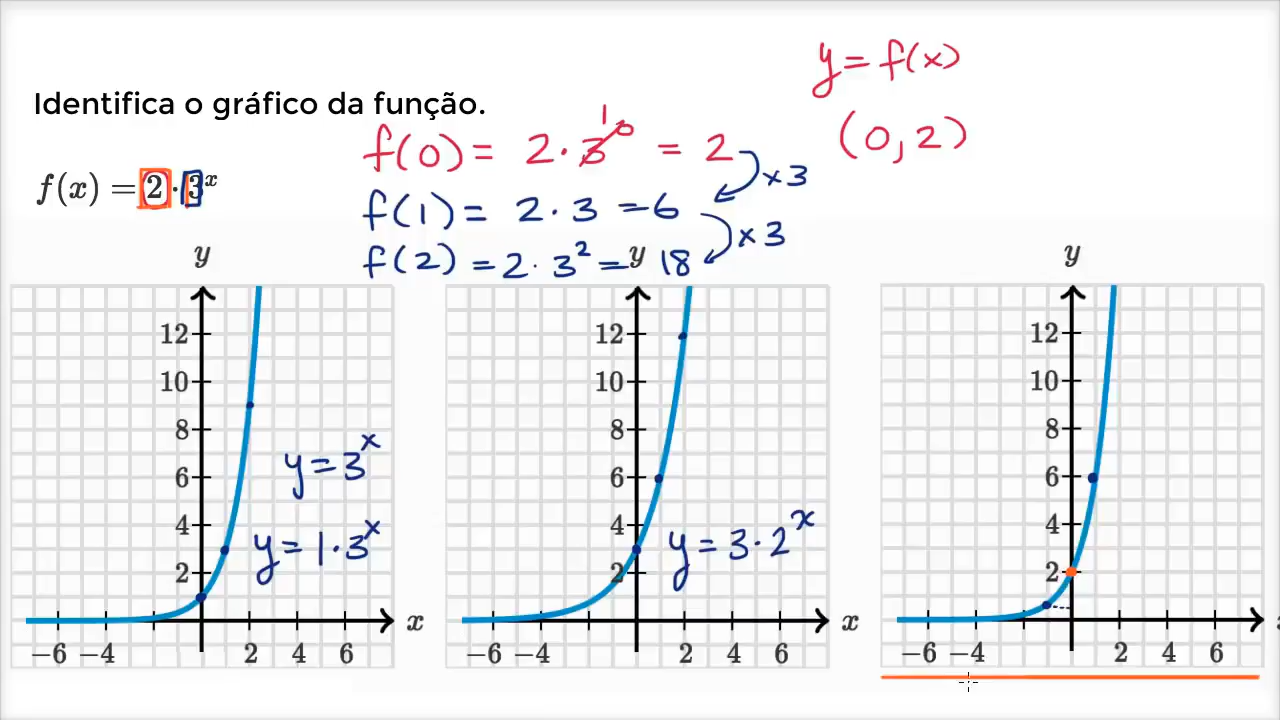 y = f(x)
Identifica o gráfico da função.
f(0) = 2 · 3^0 1 = 2
(0, 2)
×3
f(x) = 2 · 3^x
f(1) = 2 · 3 = 6
×3
f(2) = 2 · 3^2 = 18
y
12
10
8
6
4
2
−6 −4 2 4 6
x
y = 3^x
y = 1 · 3^x
y
12
10
8
6
4
2
−6 −4 2 4 6
x
y = 3 · 2^x
y
12
10
8
6
4
2
−6 −4 2 4 6